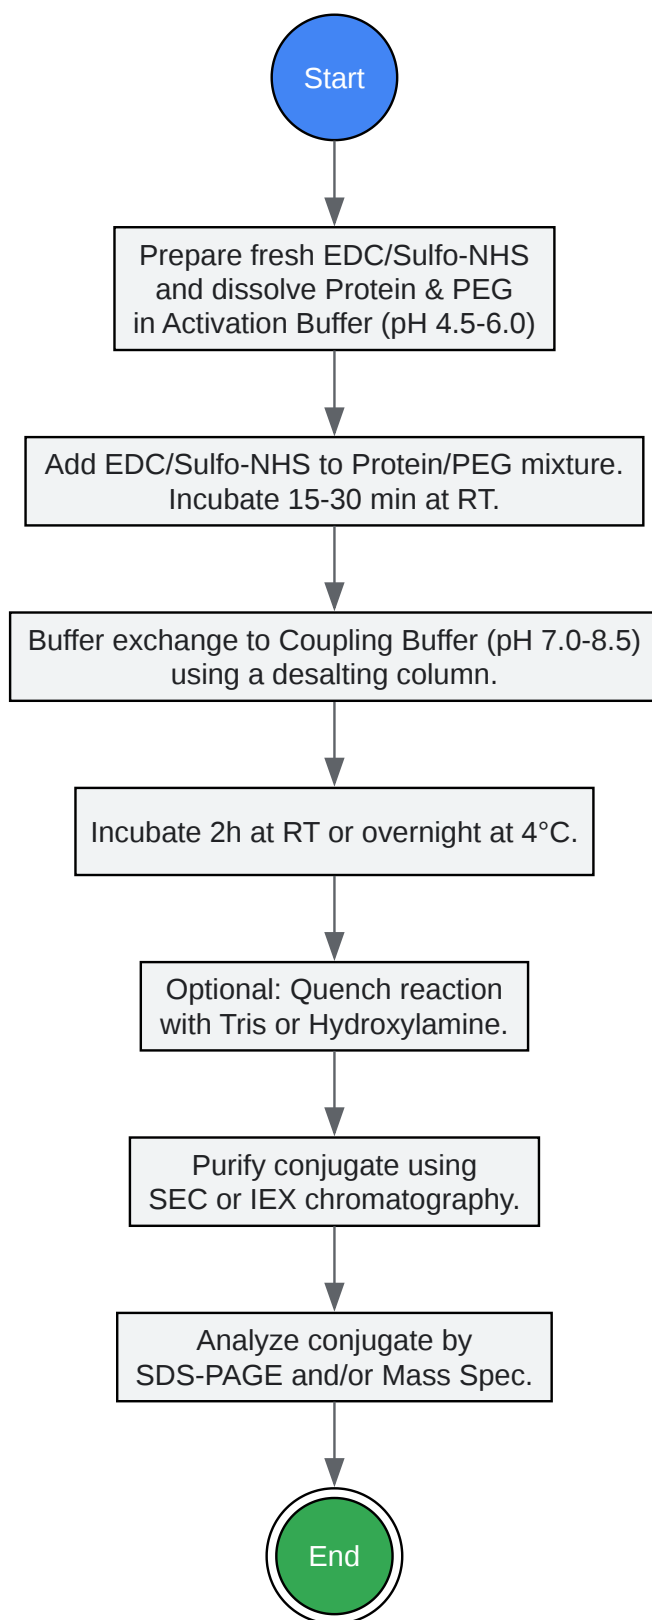 Start
Prepare fresh EDC/Sulfo-NHS
and dissolve Protein & PEG
in Activation Buffer (pH 4.5-6.0)
Add EDC/Sulfo-NHS to Protein/PEG mixture.
Incubate 15-30 min at RT.
Buffer exchange to Coupling Buffer (pH 7.0-8.5)
using a desalting column.
Incubate 2h at RT or overnight at 4°C.
Optional: Quench reaction
with Tris or Hydroxylamine.
Purify conjugate using
SEC or IEX chromatography.
Analyze conjugate by
SDS-PAGE and/or Mass Spec.
End